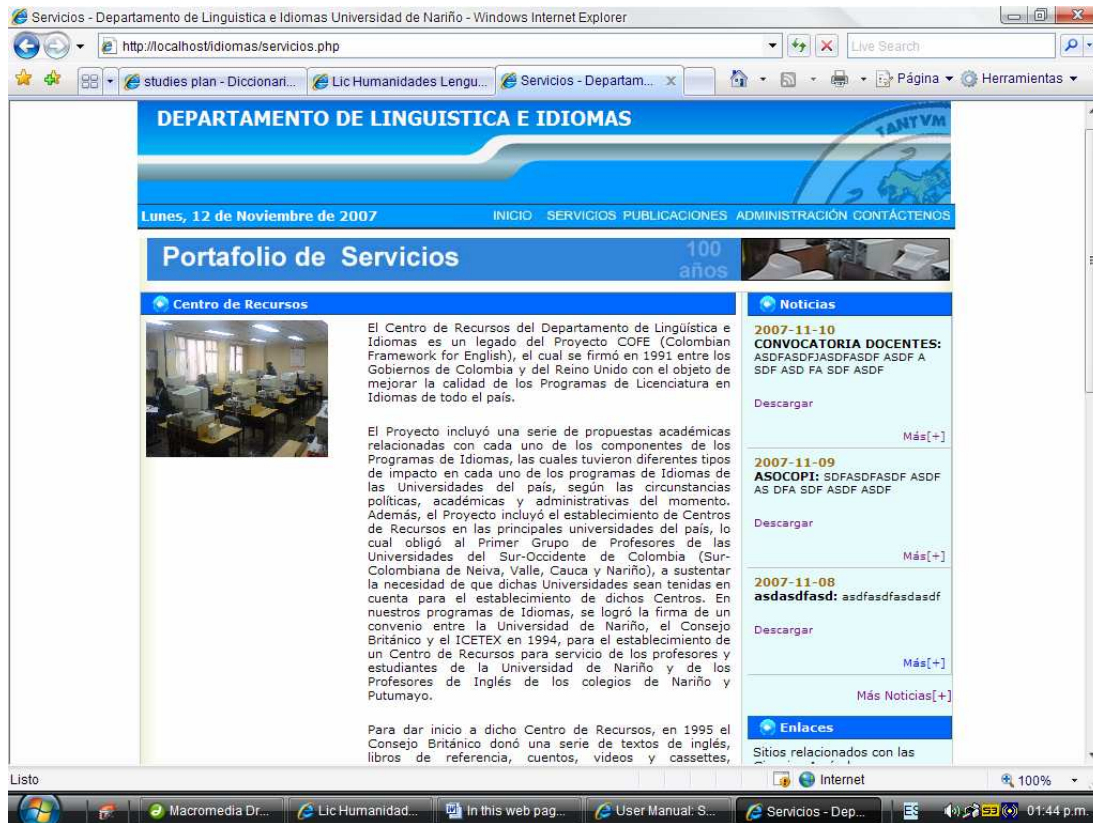 Servicios - Departamento de Linguistica e Idiomas Universidad de Nariño - Windows Internet Explorer
http://localhost/idiomas/servicios.php
Live Search
studies plan - Diccionari...
Lic Humanidades Lengu...
Servicios - Departam...
Página
Herramientas
DEPARTAMENTO DE LINGUISTICA E IDIOMAS
TANTVM
Lunes, 12 de Noviembre de 2007
INICIO SERVICIOS PUBLICACIONES ADMINISTRACIÓN CONTÁCTENOS
Portafolio de Servicios
100
años
Centro de Recursos
El Centro de Recursos del Departamento de Lingüística e
Idiomas es un legado del Proyecto COFE (Colombian
Framework for English), el cual se firmó en 1991 entre los
Gobiernos de Colombia y del Reino Unido con el objeto de
mejorar la calidad de los Programas de Licenciatura en
Idiomas de todo el país.
El Proyecto incluyó una serie de propuestas académicas
relacionadas con cada uno de los componentes de los
Programas de Idiomas, las cuales tuvieron diferentes tipos
de impacto en cada uno de los programas de Idiomas de
las Universidades del país, según las circunstancias
políticas, académicas y administrativas del momento.
Además, el Proyecto incluyó el establecimiento de Centros
de Recursos en las principales universidades del país, lo
cual obligó al Primer Grupo de Profesores de las
Universidades del Sur-Occidente de Colombia (Sur-
Colombiana de Neiva, Valle, Cauca y Nariño), a sustentar
la necesidad de que dichas Universidades sean tenidas en
cuenta para el establecimiento de dichos Centros. En
nuestros programas de Idiomas, se logró la firma de un
convenio entre la Universidad de Nariño, el Consejo
Británico y el ICETEX en 1994, para el establecimiento de
un Centro de Recursos para servicio de los profesores y
estudiantes de la Universidad de Nariño y de los
Profesores de Inglés de los colegios de Nariño y
Putumayo.
Para dar inicio a dicho Centro de Recursos, en 1995 el
Consejo Británico donó una serie de textos de inglés,
libros de referencia, cuentos, videos y cassettes,
Noticias
2007-11-10
CONVOCATORIA DOCENTES:
ASDFASDFJASDFASDF ASDF A
SDF ASD FA SDF ASDF
Descargar
Más[+]
2007-11-09
ASOCOPI: SDFASDFASDF ASDF
AS DFA SDF ASDF ASDF
Descargar
Más[+]
2007-11-08
asdasdfasd: asdfasdfasdasdf
Descargar
Más[+]
Más Noticias[+]
Enlaces
Sitios relacionados con las
Listo
Internet
100%
Macromedia Dr...
Lic Humanidad...
In this web pag...
User Manual: S...
Servicios - Dep...
ES
53
01:44 p.m.